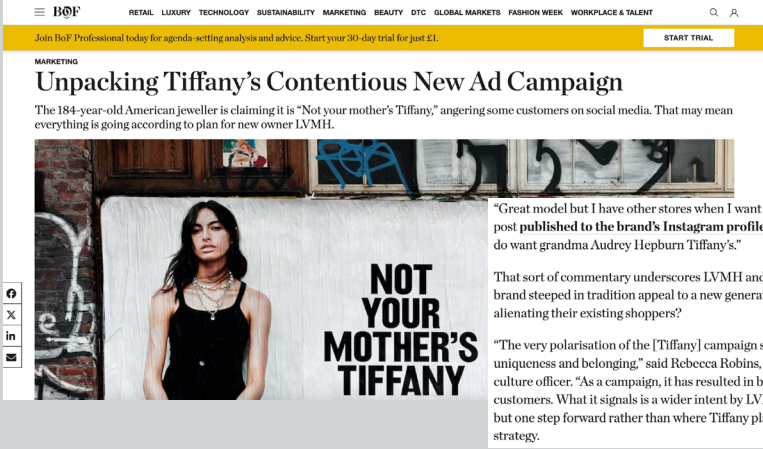 BOF
RETAIL LUXURY TECHNOLOGY SUSTAINABILITY MARKETING BEAUTY DTC GLOBAL MARKETS FASHION WEEK WORKPLACE & TALENT
Join BoF Professional today for agenda-setting analysis and advice. Start your 30-day trial for just £1.
START TRIAL
MARKETING
Unpacking Tiffany’s Contentious New Ad Campaign
The 184-year-old American jeweller is claiming it is “Not your mother’s Tiffany,” angering some customers on social media. That may mean
everything is going according to plan for new owner LVMH.
NOT
YOUR
MOTHER’S
TIFFANY
“Great model but I have other stores when I want
post published to the brand’s Instagram profile
do want grandma Audrey Hepburn Tiffany’s.”
That sort of commentary underscores LVMH and
brand steeped in tradition appeal to a new genera
alienating their existing shoppers?
“The very polarisation of the [Tiffany] campaign s
uniqueness and belonging,” said Rebecca Robins,
culture officer. “As a campaign, it has resulted in b
customers. What it signals is a wider intent by LV
but one step forward rather than where Tiffany pl
strategy.